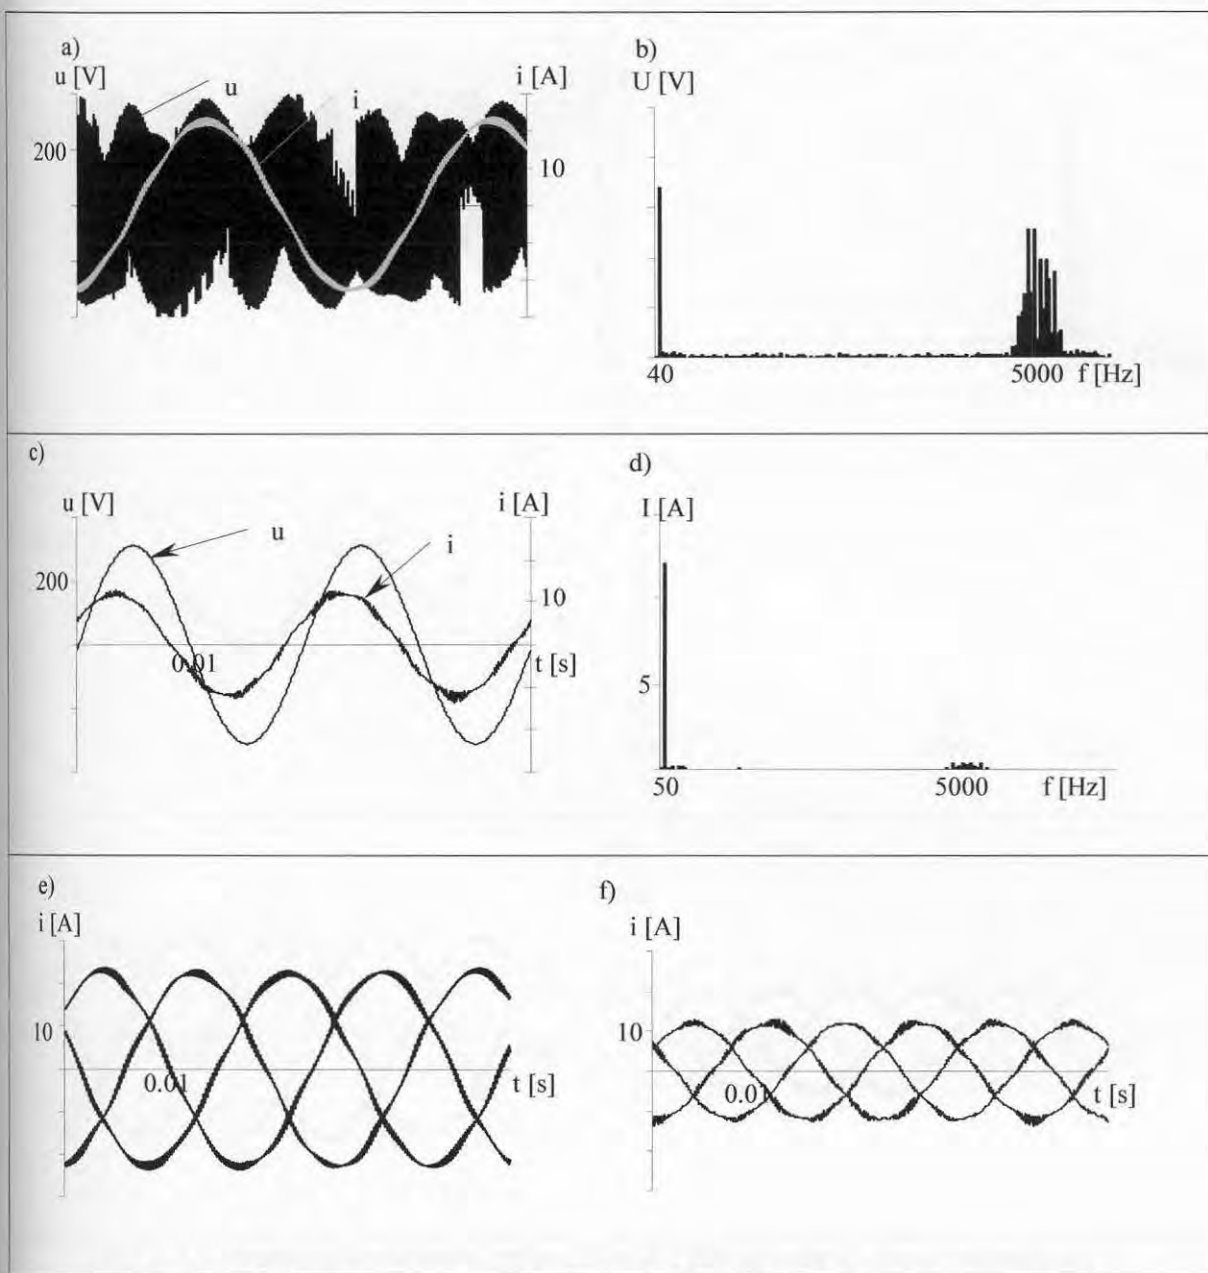 a)
u [V]
u
i
i [A]
200
10
b)
U [V]
40
5000
f [Hz]
c)
u [V]
u
i
i [A]
200
10
0.01
t [s]
d)
I [A]
5
50
5000
f [Hz]
e)
i [A]
10
0.01
t [s]
f)
i [A]
10
0.01
t [s]